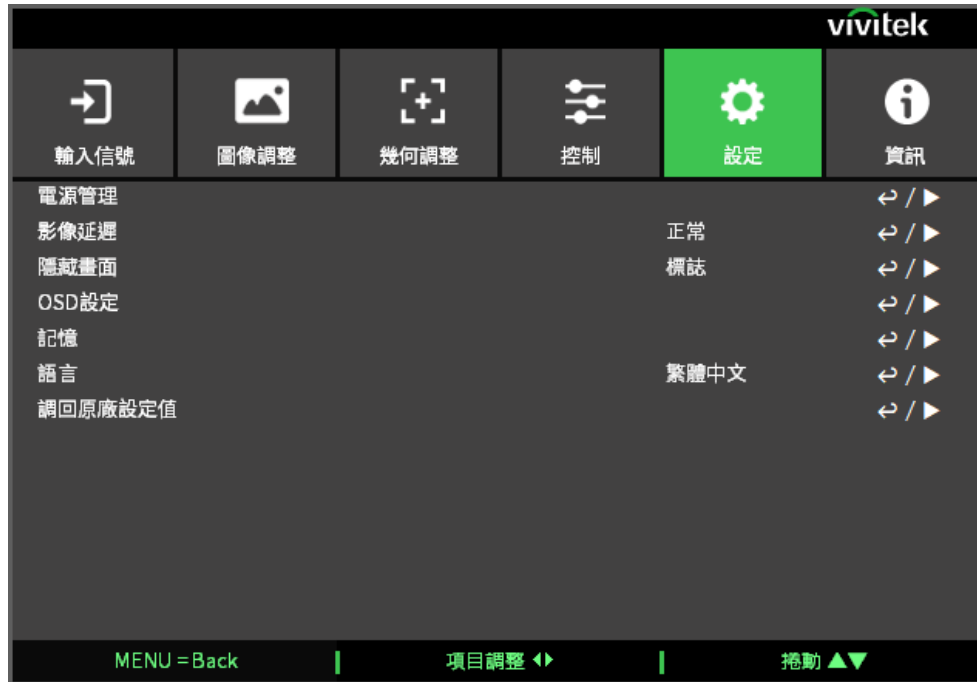 vivitek
輸入信號 圖像調整 幾何調整 控制 設定 資訊
電源管理 /
影像延遲 正常 /
隱藏畫面 標誌 /
OSD設定 /
記憶 /
語言 繁體中文 /
調回原廠設定值 /
MENU = Back 項目調整 捲動